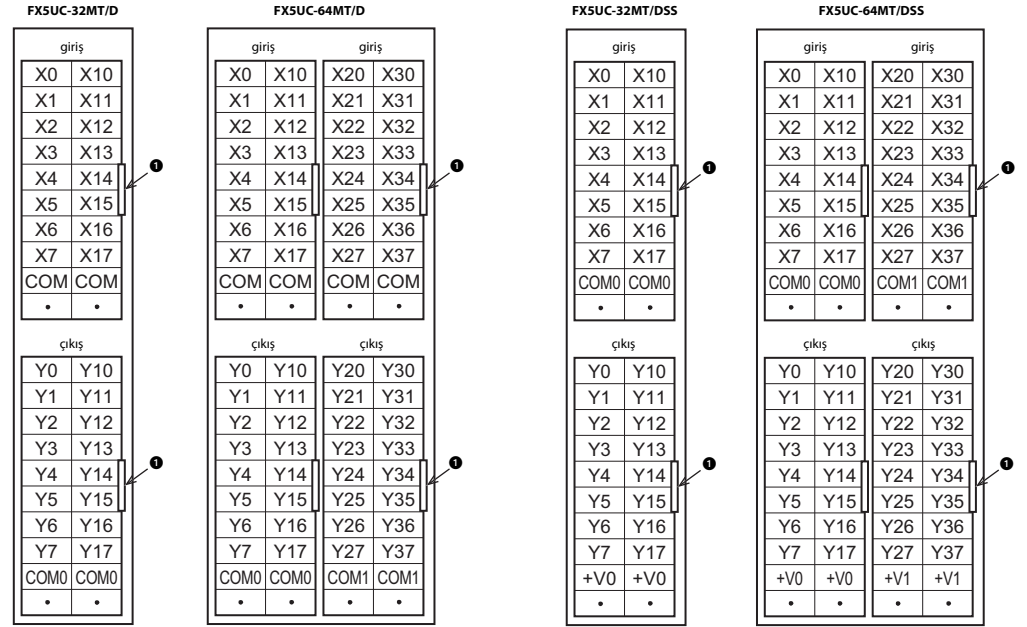 FX5UC-32MT/D FX5UC-64MT/D FX5UC-32MT/DSS FX5UC-64MT/DSS
giriş giriş giriş giriş giriş giriş
X0 X10 X0 X10 X20 X30 X0 X10 X0 X10 X20 X30
X1 X11 X1 X11 X21 X31 X1 X11 X1 X11 X21 X31
X2 X12 X2 X12 X22 X32 X2 X12 X2 X12 X22 X32
X3 X13 X3 X13 X23 X33 X3 X13 X3 X13 X23 X33
❶ ❶ ❶ ❶
X4 X14 X4 X14 X24 X34 X4 X14 X4 X14 X24 X34
X5 X15 X5 X15 X25 X35 X5 X15 X5 X15 X25 X35
X6 X16 X6 X16 X26 X36 X6 X16 X6 X16 X26 X36
X7 X17 X7 X17 X27 X37 X7 X17 X7 X17 X27 X37
COM COM COM COM COM COM COM0 COM0 COM0 COM0 COM1 COM1
• • • • • • • • • • • •
çıkış çıkış çıkış çıkış çıkış çıkış
Y0 Y10 Y0 Y10 Y20 Y30 Y0 Y10 Y0 Y10 Y20 Y30
Y1 Y11 Y1 Y11 Y21 Y31 Y1 Y11 Y1 Y11 Y21 Y31
Y2 Y12 Y2 Y12 Y22 Y32 Y2 Y12 Y2 Y12 Y22 Y32
Y3 Y13 Y3 Y13 Y23 Y33 Y3 Y13 Y3 Y13 Y23 Y33
❶ ❶ ❶ ❶
Y4 Y14 Y4 Y14 Y24 Y34 Y4 Y14 Y4 Y14 Y24 Y34
Y5 Y15 Y5 Y15 Y25 Y35 Y5 Y15 Y5 Y15 Y25 Y35
Y6 Y16 Y6 Y16 Y26 Y36 Y6 Y16 Y6 Y16 Y26 Y36
Y7 Y17 Y7 Y17 Y27 Y37 Y7 Y17 Y7 Y17 Y27 Y37
COM0 COM0 COM0 COM0 COM1 COM1 +V0 +V0 +V0 +V0 +V1 +V1
• • • • • • • • • • • •